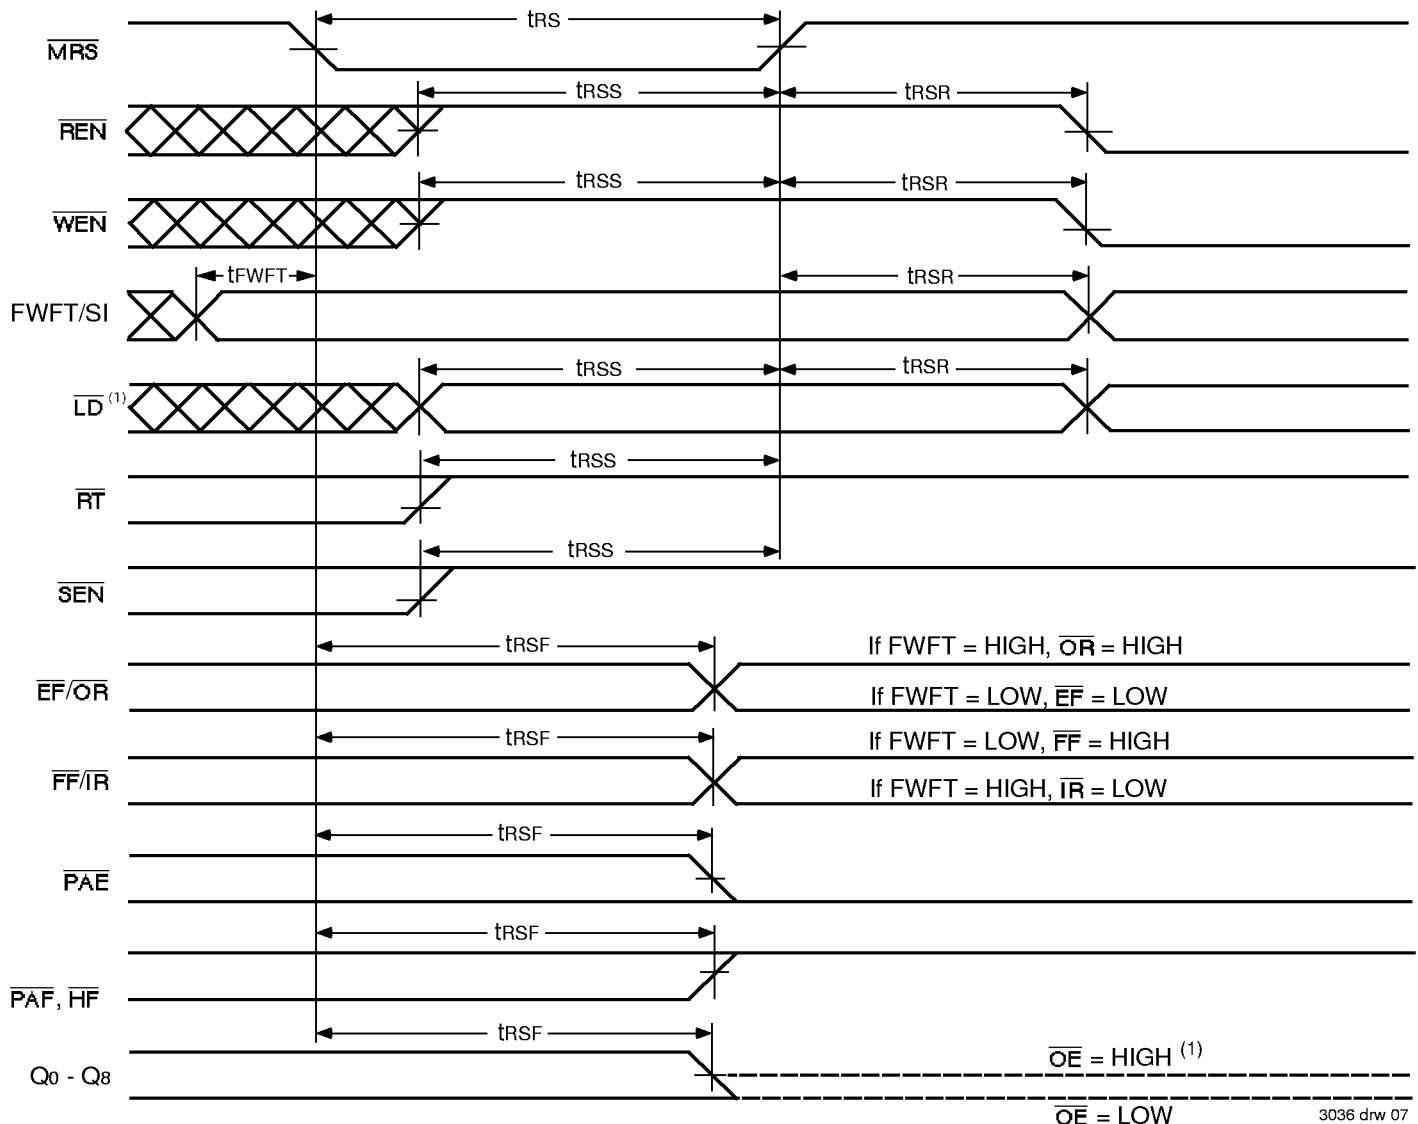 tRS
MRS
tRSS tRSR
REN
tRSS tRSR
WEN
tFWFT tRSR
FWFT/SI
tRSS tRSR
LD (1)
tRSS
RT
tRSS
SEN
tRSF If FWFT = HIGH, OR = HIGH
EF/OR If FWFT = LOW, EF = LOW
tRSF If FWFT = LOW, FF = HIGH
FF/IR If FWFT = HIGH, IR = LOW
tRSF
PAE
tRSF
PAF, HF
tRSF
OE = HIGH (1)
Q0 - Q8
OE = LOW 3036 drw 07